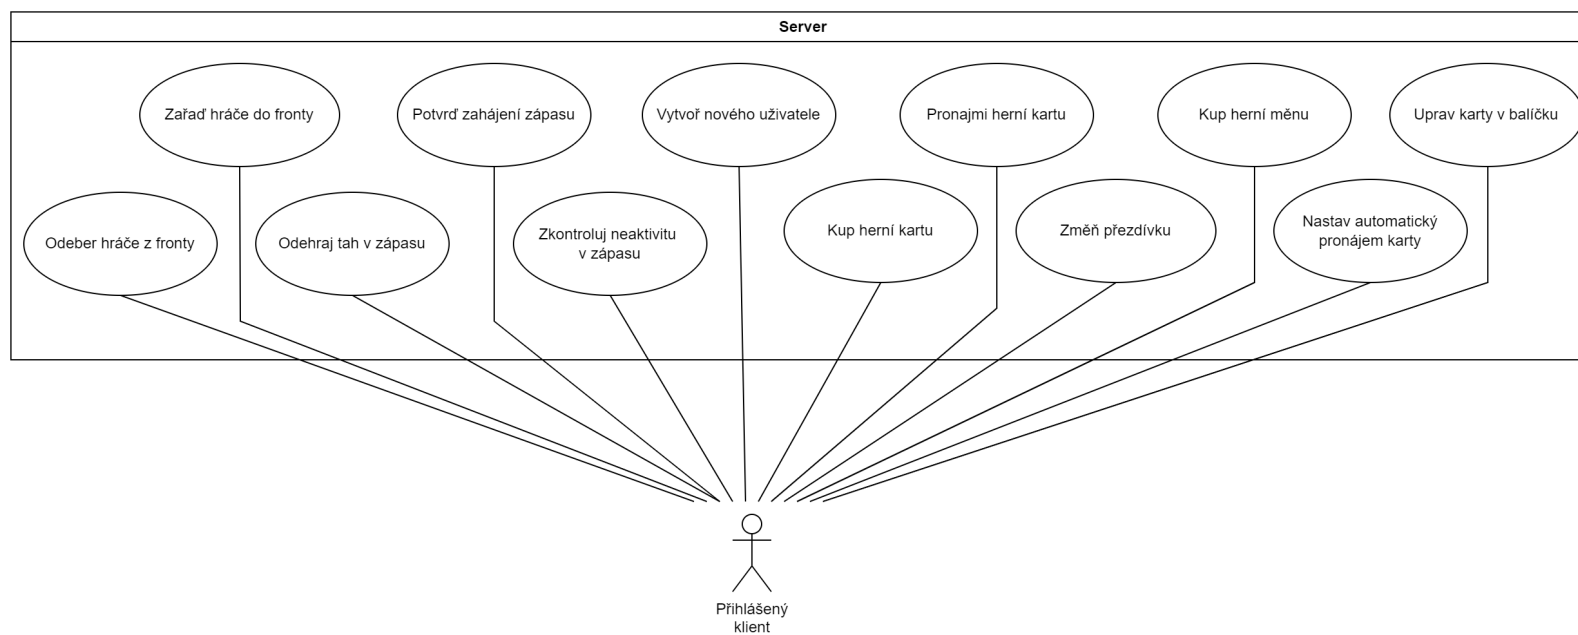 Server
Zařaď hráče do fronty
Potvrď zahájení zápasu
Vytvoř nového uživatele
Pronajmi herní kartu
Kup herní měnu
Uprav karty v balíčku
Odeber hráče z fronty
Odehraj tah v zápasu
Zkontroluj neaktivitu
v zápasu
Kup herní kartu
Změň přezdívku
Nastav automatický
pronájem karty
Přihlášený
klient